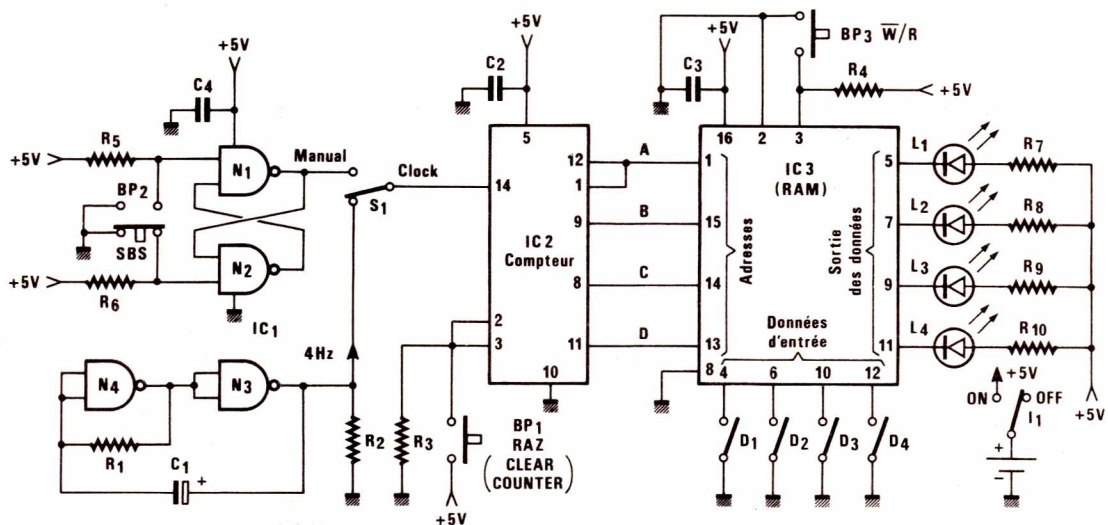 +5V
C4
R5
+5V
N1
Manual
BP2
SBS
+5V
R6
N2
IC1
S1
Clock
4Hz
N4
N3
R1
C1
+
R2
R3
BP1
RAZ
( CLEAR
COUNTER )
+5V
+5V
C2
5
14
12
1
9
8
11
2
3
10
IC2
Compteur
A
B
C
D
+5V
C3
BP3 W̅/R
R4
+5V
16
2
3
1
15
14
13
8
IC3
(RAM)
Adresses
Sortie
des données
Données
d'entrée
5
7
9
11
4
6
10
12
D1
D2
D3
D4
L1
R7
L2
R8
L3
R9
L4
R10
+5V
ON
OFF
I1
+
−
+5V